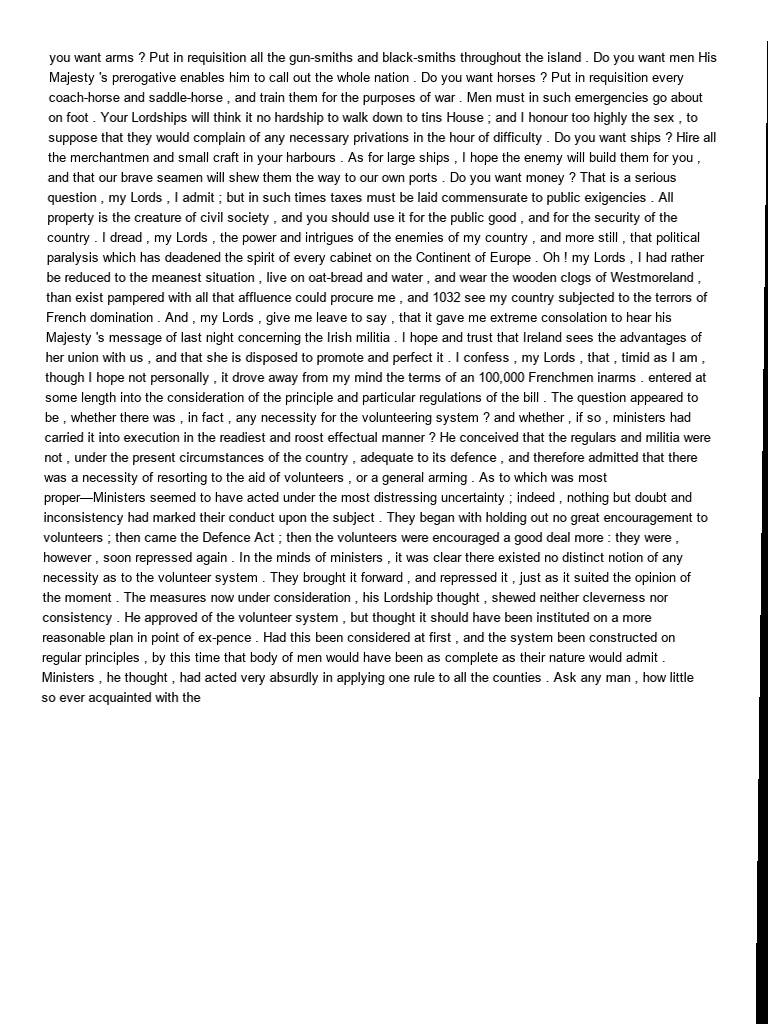 you want arms ? Put in requisition all the gun-smiths and black-smiths throughout the island . Do you want men His
Majesty 's prerogative enables him to call out the whole nation . Do you want horses ? Put in requisition every
coach-horse and saddle-horse , and train them for the purposes of war . Men must in such emergencies go about
on foot . Your Lordships will think it no hardship to walk down to tins House ; and I honour too highly the sex , to
suppose that they would complain of any necessary privations in the hour of difficulty . Do you want ships ? Hire all
the merchantmen and small craft in your harbours . As for large ships , I hope the enemy will build them for you ,
and that our brave seamen will shew them the way to our own ports . Do you want money ? That is a serious
question , my Lords , I admit ; but in such times taxes must be laid commensurate to public exigencies . All
property is the creature of civil society , and you should use it for the public good , and for the security of the
country . I dread , my Lords , the power and intrigues of the enemies of my country , and more still , that political
paralysis which has deadened the spirit of every cabinet on the Continent of Europe . Oh ! my Lords , I had rather
be reduced to the meanest situation , live on oat-bread and water , and wear the wooden clogs of Westmoreland ,
than exist pampered with all that affluence could procure me , and 1032 see my country subjected to the terrors of
French domination . And , my Lords , give me leave to say , that it gave me extreme consolation to hear his
Majesty 's message of last night concerning the Irish militia . I hope and trust that Ireland sees the advantages of
her union with us , and that she is disposed to promote and perfect it . I confess , my Lords , that , timid as I am ,
though I hope not personally , it drove away from my mind the terms of an 100,000 Frenchmen inarms . entered at
some length into the consideration of the principle and particular regulations of the bill . The question appeared to
be , whether there was , in fact , any necessity for the volunteering system ? and whether , if so , ministers had
carried it into execution in the readiest and roost effectual manner ? He conceived that the regulars and militia were
not , under the present circumstances of the country , adequate to its defence , and therefore admitted that there
was a necessity of resorting to the aid of volunteers , or a general arming . As to which was most
proper—Ministers seemed to have acted under the most distressing uncertainty ; indeed , nothing but doubt and
inconsistency had marked their conduct upon the subject . They began with holding out no great encouragement to
volunteers ; then came the Defence Act ; then the volunteers were encouraged a good deal more : they were ,
however , soon repressed again . In the minds of ministers , it was clear there existed no distinct notion of any
necessity as to the volunteer system . They brought it forward , and repressed it , just as it suited the opinion of
the moment . The measures now under consideration , his Lordship thought , shewed neither cleverness nor
consistency . He approved of the volunteer system , but thought it should have been instituted on a more
reasonable plan in point of ex-pence . Had this been considered at first , and the system been constructed on
regular principles , by this time that body of men would have been as complete as their nature would admit .
Ministers , he thought , had acted very absurdly in applying one rule to all the counties . Ask any man , how little
so ever acquainted with the